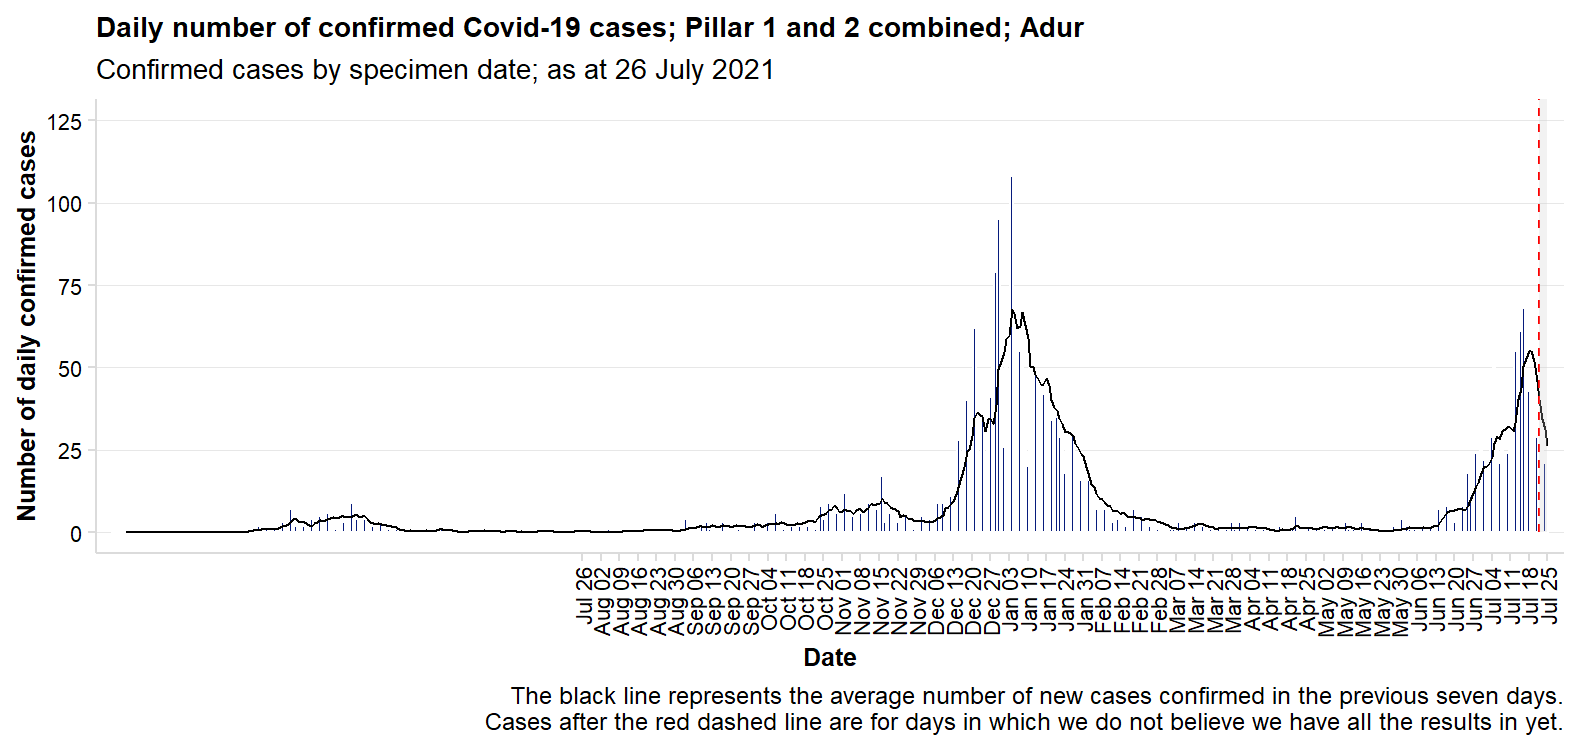 Daily number of confirmed Covid-19 cases; Pillar 1 and 2 combined; Adur
Confirmed cases by specimen date; as at 26 July 2021
Number of daily confirmed cases
125
100
75
50
25
0
Jul 26
Aug 02
Aug 09
Aug 16
Aug 23
Aug 30
Sep 06
Sep 13
Sep 20
Sep 27
Oct 04
Oct 11
Oct 18
Oct 25
Nov 01
Nov 08
Nov 15
Nov 22
Nov 29
Dec 06
Dec 13
Dec 20
Dec 27
Jan 03
Jan 10
Jan 17
Jan 24
Jan 31
Feb 07
Feb 14
Feb 21
Feb 28
Mar 07
Mar 14
Mar 21
Mar 28
Apr 04
Apr 11
Apr 18
Apr 25
May 02
May 09
May 16
May 23
May 30
Jun 06
Jun 13
Jun 20
Jun 27
Jul 04
Jul 11
Jul 18
Jul 25
Date
The black line represents the average number of new cases confirmed in the previous seven days.
Cases after the red dashed line are for days in which we do not believe we have all the results in yet.